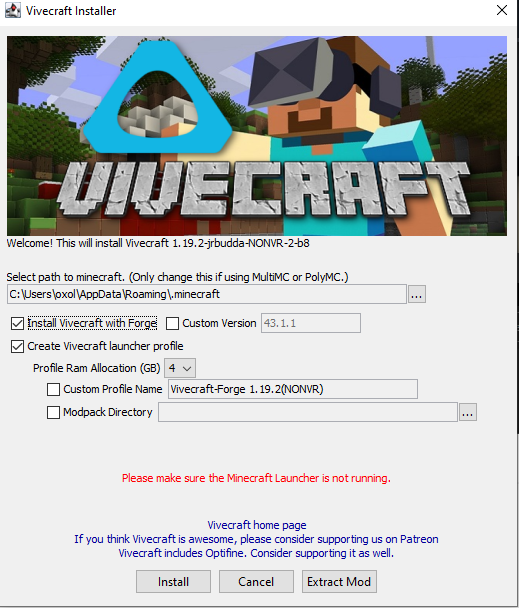 Vivecraft Installer
VIVECRAFT
Welcome! This will install Vivecraft 1.19.2-jrbudda-NONVR-2-b8
Select path to minecraft. (Only change this if using MultiMC or PolyMC.)
C:\Users\oxol\AppData\Roaming\.minecraft ...
Install Vivecraft with Forge Custom Version 43.1.1
Create Vivecraft launcher profile
Profile Ram Allocation (GB) 4
Custom Profile Name Vivecraft-Forge 1.19.2(NONVR)
Modpack Directory ...
Please make sure the Minecraft Launcher is not running.
Vivecraft home page
If you think Vivecraft is awesome, please consider supporting us on Patreon
Vivecraft includes Optifine. Consider supporting it as well.
Install Cancel Extract Mod